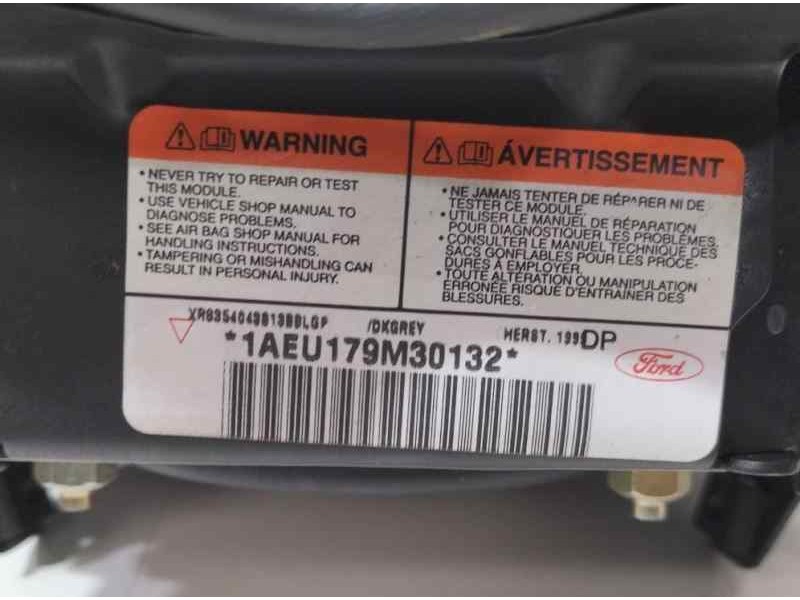 WARNING
• NEVER TRY TO REPAIR OR TEST
THIS MODULE.
• USE VEHICLE SHOP MANUAL TO
DIAGNOSE PROBLEMS.
• SEE AIR BAG SHOP MANUAL FOR
HANDLING INSTRUCTIONS.
• TAMPERING OR MISHANDLING CAN
RESULT IN PERSONAL INJURY.
ÁVERTISSEMENT
• NE JAMAIS TENTER DE RÉPARER NI DE
TESTER CE MODULE.
• UTILISER LE MANUEL DE RÉPARATION
POUR DIAGNOSTIQUER LES PROBLÈMES.
• CONSULTER LE MANUEL TECHNIQUE DES
SACS GONFLABLES POUR LES PROCÉ-
DURES À EMPLOYER.
• TOUTE ALTÉRATION OU MANIPULATION
ERRONÉE RISQUE D'ENTRAÎNER DES
BLESSURES.
/DKGREY HERST. DP
*1AEU179M30132*
Ford